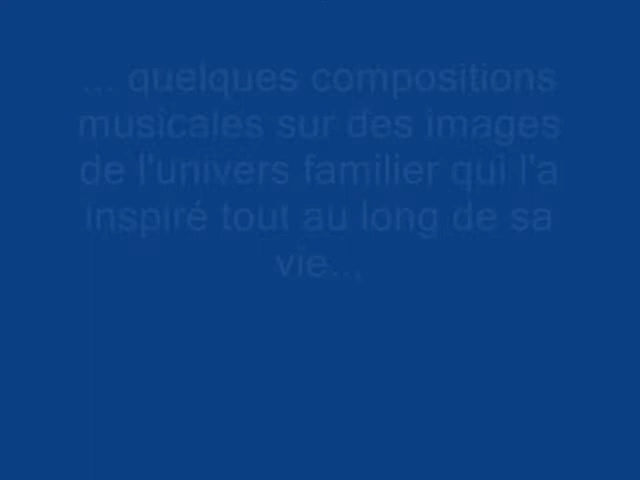 ... quelques compositions
musicales sur des images
de l'univers familier qui l'a
inspiré tout au long de sa
vie...